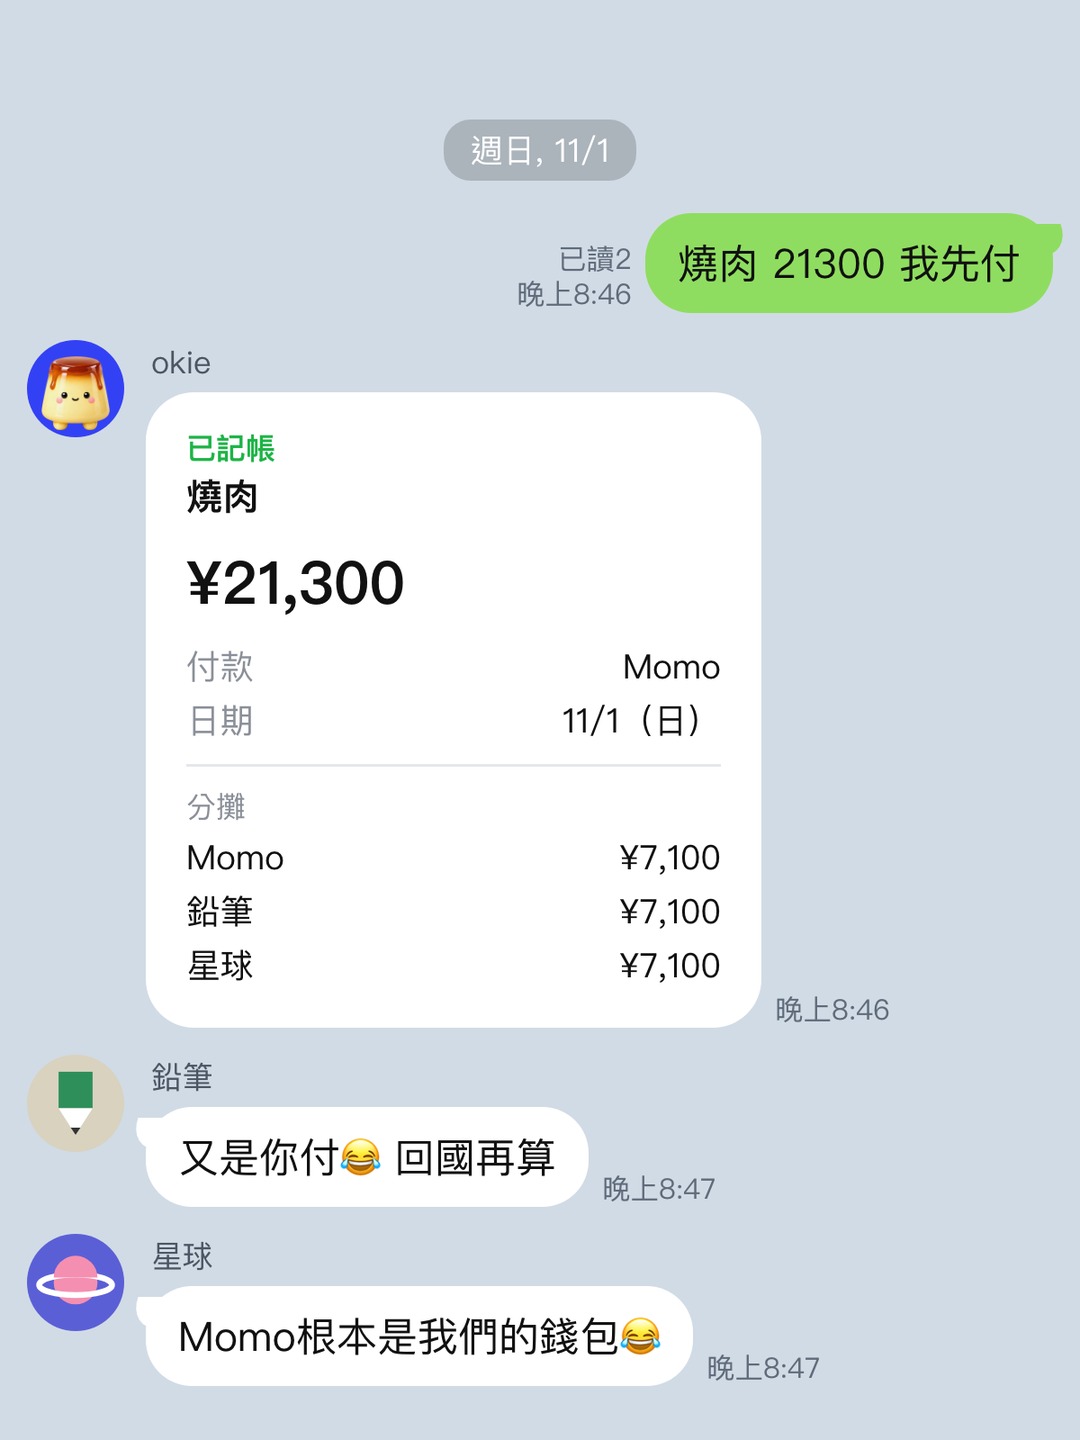 週日, 11/1
燒肉 21300 我先付
已讀2
晚上8:46
okie
已記帳
燒肉
¥21,300
付款 Momo
日期 11/1（日）
分攤
Momo ¥7,100
鉛筆 ¥7,100
星球 ¥7,100
晚上8:46
鉛筆
又是你付😂 回國再算
晚上8:47
星球
Momo根本是我們的錢包😂
晚上8:47